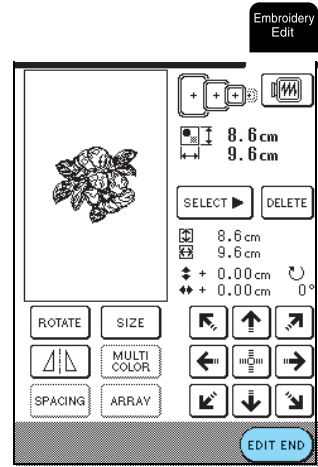 Embroidery
Edit
8.6cm
9.6cm
SELECT ▶
DELETE
8.6cm
9.6cm
+ 0.00cm
+ 0.00cm 0°
ROTATE
SIZE
MULTI
COLOR
SPACING
ARRAY
EDIT END